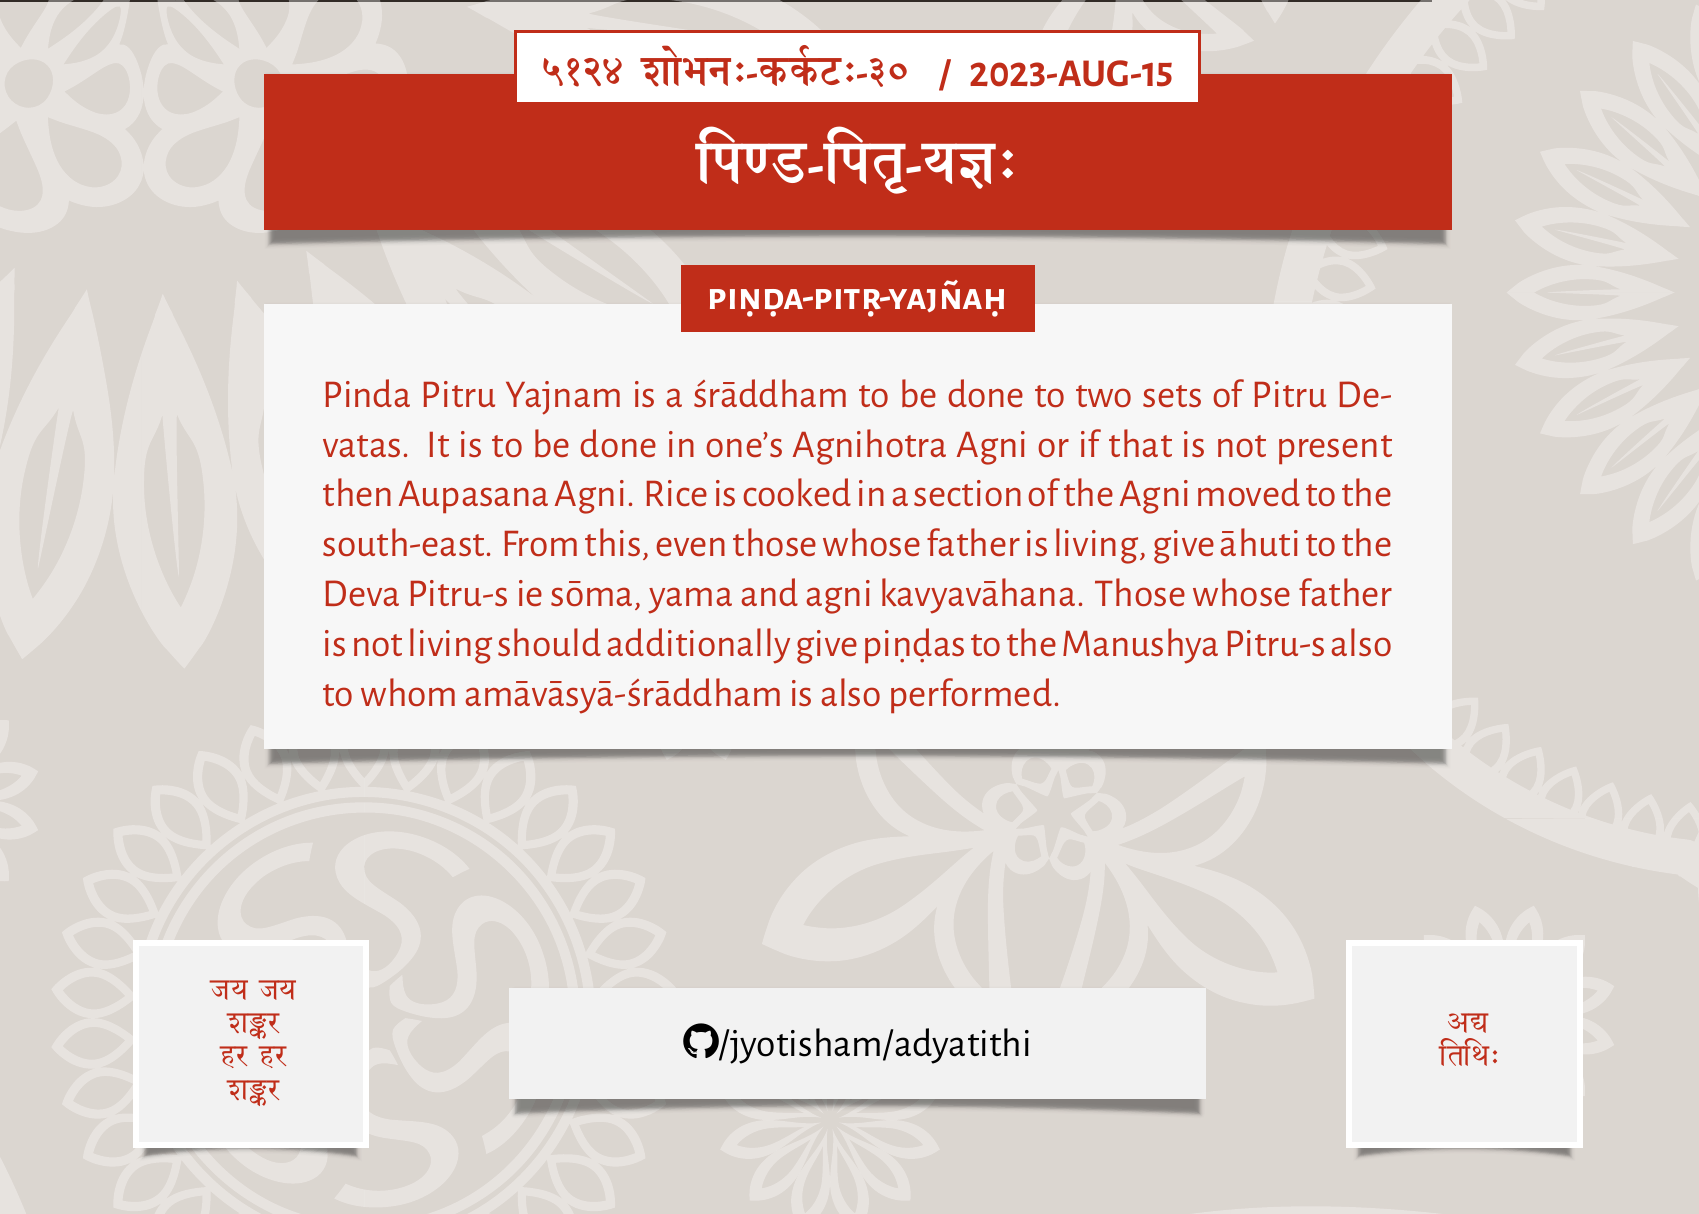 ५१२४ शोभनः-कर्कटः-३० / 2023-AUG-15
पिण्ड-पितृ-यज्ञः
PIṆḌA-PITR̥-YAJÑAḤ
Pinda Pitru Yajnam is a śrāddham to be done to two sets of Pitru De-
vatas. It is to be done in one’s Agnihotra Agni or if that is not present
then Aupasana Agni. Rice is cooked in a section of the Agni moved to the
south-east. From this, even those whose father is living, give āhuti to the
Deva Pitru-s ie sōma, yama and agni kavyavāhana. Those whose father
is not living should additionally give piṇḍas to the Manushya Pitru-s also
to whom amāvāsyā-śrāddham is also performed.
जय जय
शङ्कर
हर हर
शङ्कर
/jyotisham/adyatithi
अद्य
तिथिः